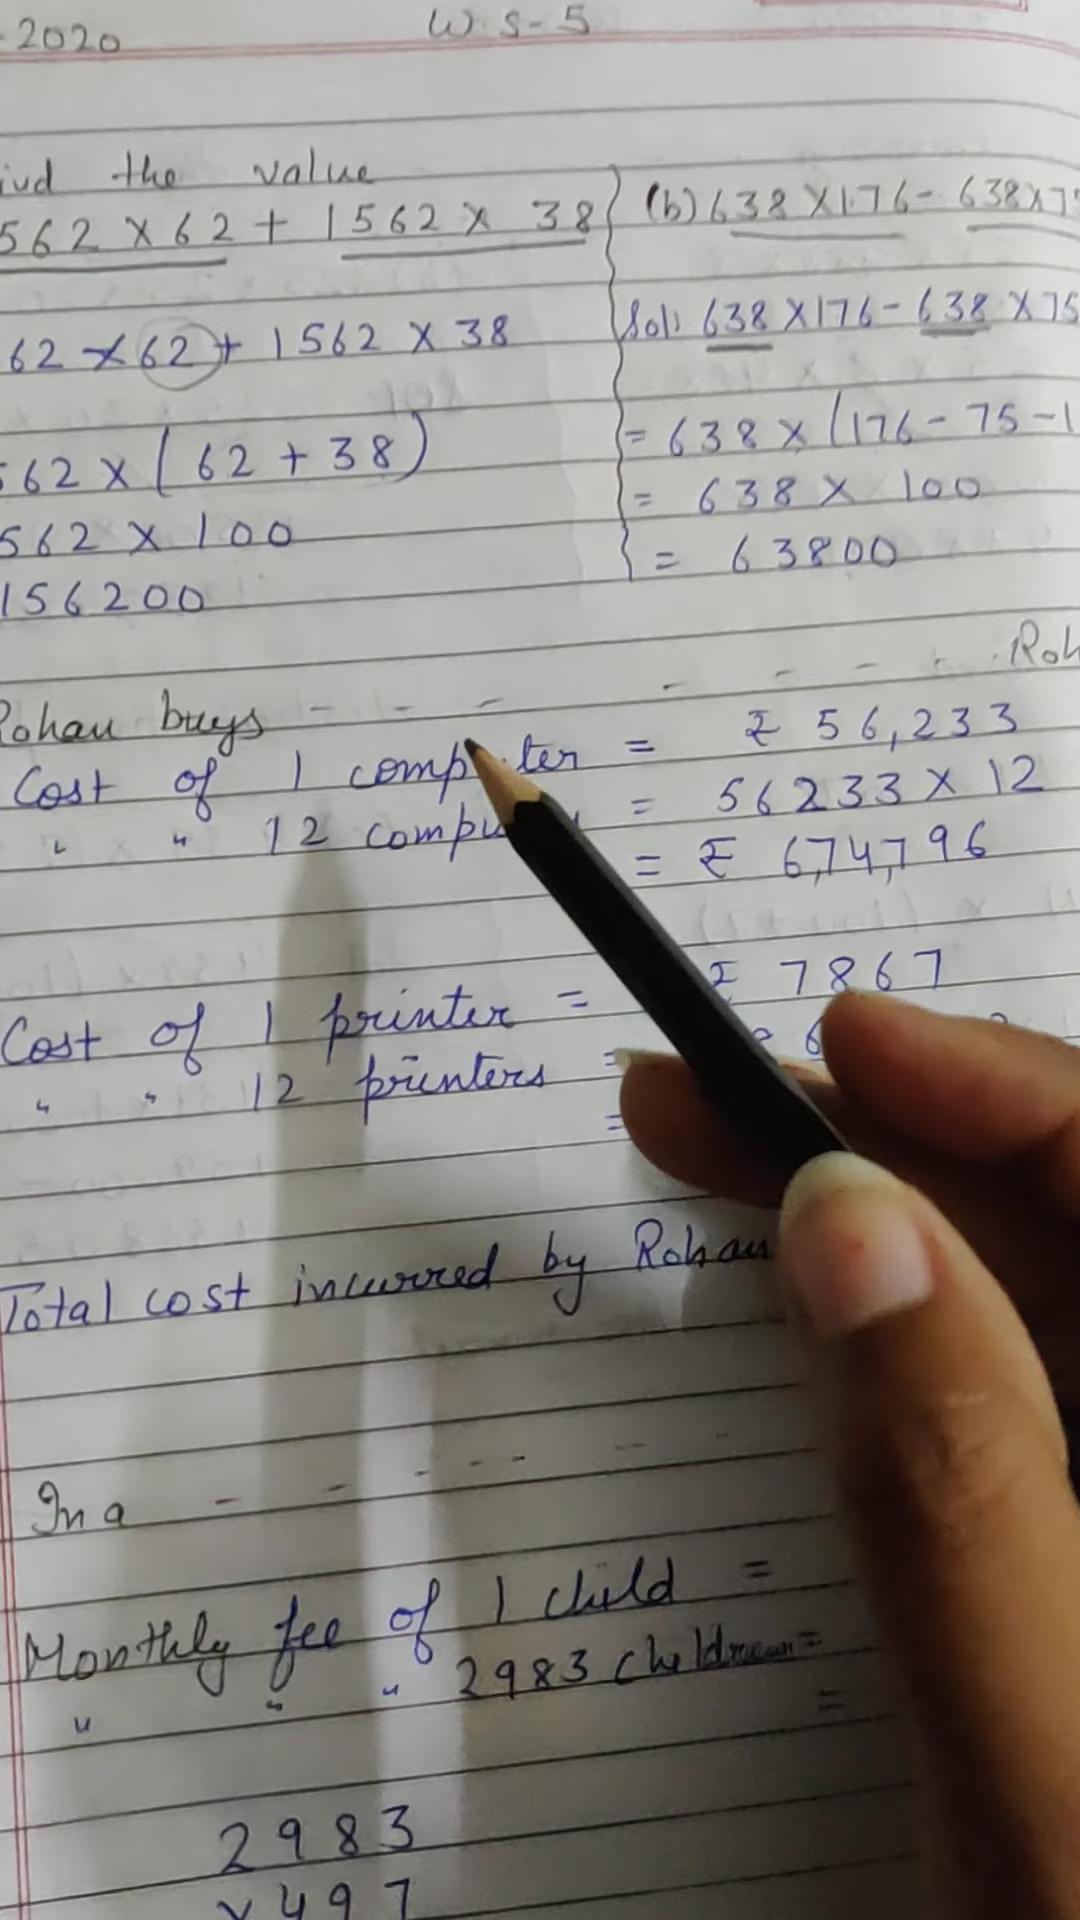 2020
W.S-5
the value
562 × 62 + 1562 × 38
(b) 638 × 176 - 638 × 7
62 × 62 + 1562 × 38
Sol: 638 × 176 - 638 × 75
562 × (62 + 38)
= 638 × (176 - 75 - 1
562 × 100
= 638 × 100
156200
= 63800
Rohan buys - - - - - - Roh
Cost of 1 computer = ₹ 56,233
" " 12 = 56233 × 12
= ₹ 6,74,796
Cost of 1 printer = ₹ 7867
" " 12 printers =
=
Total cost incurred by Rohan
In a - - - - - -
Monthly fee of 1 child =
" " " 2983 children =
=
2983
× 497